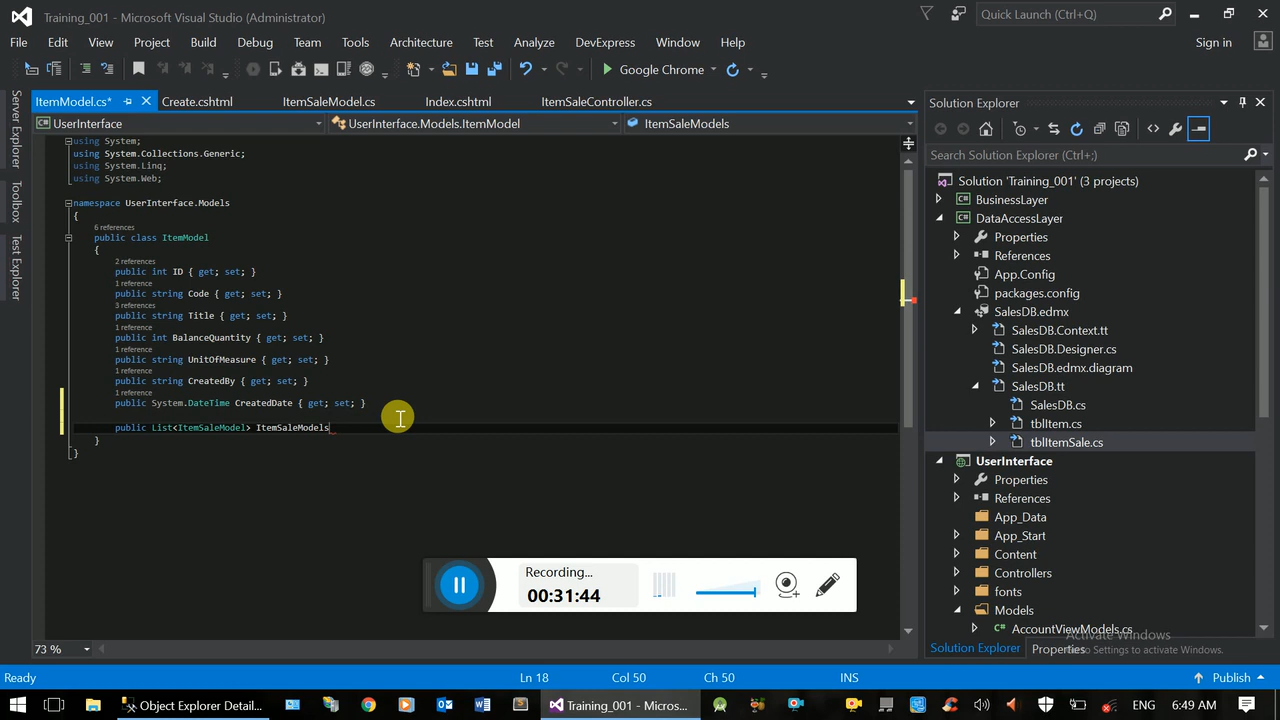 Training_001 - Microsoft Visual Studio (Administrator)
Quick Launch (Ctrl+Q)
File Edit View Project Build Debug Team Tools Architecture Test Analyze DevExpress Window Help
Sign in
Google Chrome
Server Explorer
Toolbox
Test Explorer
ItemModel.cs* Create.cshtml ItemSaleModel.cs Index.cshtml ItemSaleController.cs
UserInterface UserInterface.Models.ItemModel ItemSaleModels
using System;
using System.Collections.Generic;
using System.Linq;
using System.Web;
namespace UserInterface.Models
{
6 references
public class ItemModel
{
2 references
public int ID { get; set; }
1 reference
public string Code { get; set; }
3 references
public string Title { get; set; }
1 reference
public int BalanceQuantity { get; set; }
1 reference
public string UnitOfMeasure { get; set; }
1 reference
public string CreatedBy { get; set; }
1 reference
public System.DateTime CreatedDate { get; set; }
public List<ItemSaleModel> ItemSaleModels
}
}
Recording...
00:31:44
73 %
Solution Explorer
Search Solution Explorer (Ctrl+;)
Solution 'Training_001' (3 projects)
BusinessLayer
DataAccessLayer
Properties
References
App.Config
packages.config
SalesDB.edmx
SalesDB.Context.tt
SalesDB.Designer.cs
SalesDB.edmx.diagram
SalesDB.tt
SalesDB.cs
tblItem.cs
tblItemSale.cs
UserInterface
Properties
References
App_Data
App_Start
Content
Controllers
fonts
Models
AccountViewModels.cs
Activate Windows
Solution Explorer Properties
to Settings to activate Windows.
Ready Ln 18 Col 50 Ch 50 INS Publish
Object Explorer Detail...
Training_001 - Micros...
6:49 AM